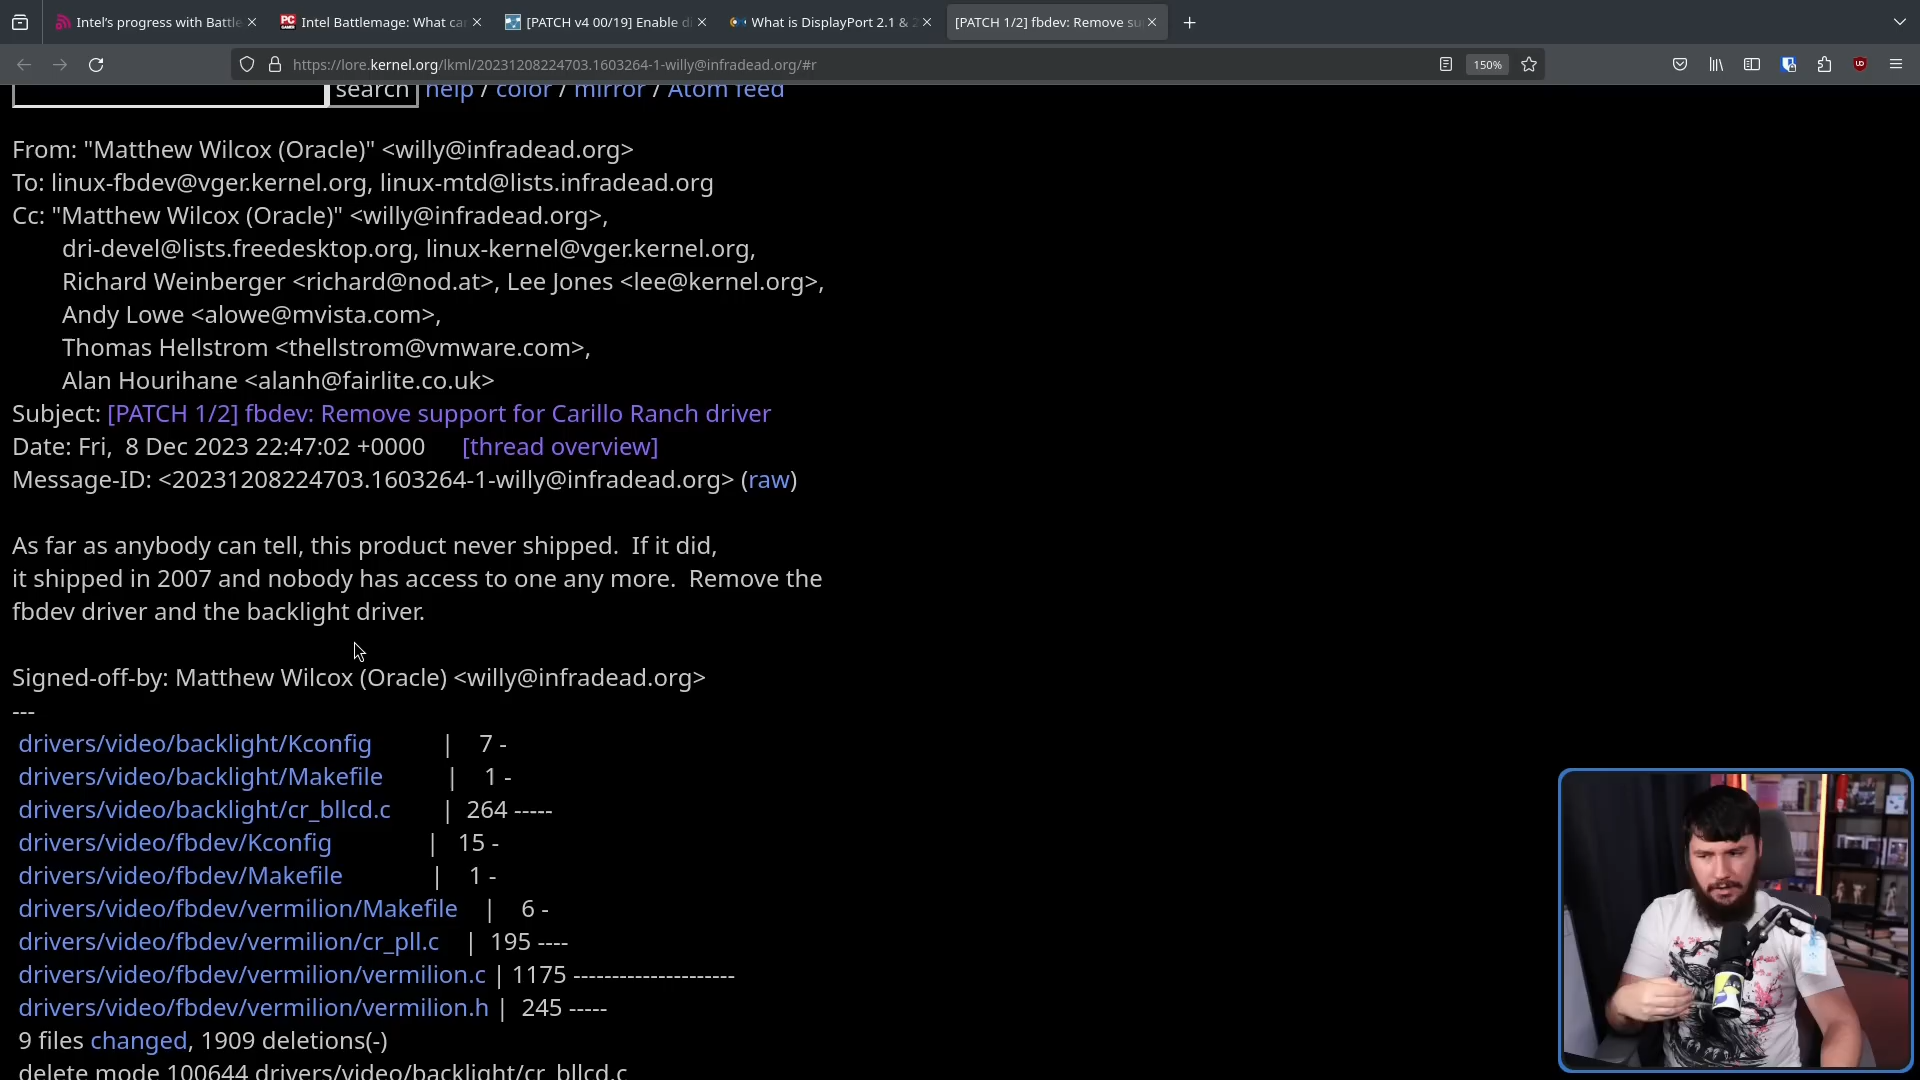 Intel's progress with Battle
Intel Battlemage: What ca
[PATCH v4 00/19] Enable d
What is DisplayPort 2.1 & 2
[PATCH 1/2] fbdev: Remove su
https://lore.kernel.org/lkml/20231208224703.1603264-1-willy@infradead.org/#r
150%
search help / color / mirror / Atom feed
From: "Matthew Wilcox (Oracle)" <willy@infradead.org>
To: linux-fbdev@vger.kernel.org, linux-mtd@lists.infradead.org
Cc: "Matthew Wilcox (Oracle)" <willy@infradead.org>,
dri-devel@lists.freedesktop.org, linux-kernel@vger.kernel.org,
Richard Weinberger <richard@nod.at>, Lee Jones <lee@kernel.org>,
Andy Lowe <alowe@mvista.com>,
Thomas Hellstrom <thellstrom@vmware.com>,
Alan Hourihane <alanh@fairlite.co.uk>
Subject: [PATCH 1/2] fbdev: Remove support for Carillo Ranch driver
Date: Fri,  8 Dec 2023 22:47:02 +0000 [thread overview]
Message-ID: <20231208224703.1603264-1-willy@infradead.org> (raw)
As far as anybody can tell, this product never shipped.  If it did,
it shipped in 2007 and nobody has access to one any more.  Remove the
fbdev driver and the backlight driver.
Signed-off-by: Matthew Wilcox (Oracle) <willy@infradead.org>
---
drivers/video/backlight/Kconfig | 7 -
drivers/video/backlight/Makefile | 1 -
drivers/video/backlight/cr_bllcd.c | 264 -----
drivers/video/fbdev/Kconfig | 15 -
drivers/video/fbdev/Makefile | 1 -
drivers/video/fbdev/vermilion/Makefile | 6 -
drivers/video/fbdev/vermilion/cr_pll.c | 195 ----
drivers/video/fbdev/vermilion/vermilion.c | 1175 ---------------------
drivers/video/fbdev/vermilion/vermilion.h | 245 -----
9 files changed, 1909 deletions(-)
delete mode 100644 drivers/video/backlight/cr_bllcd.c